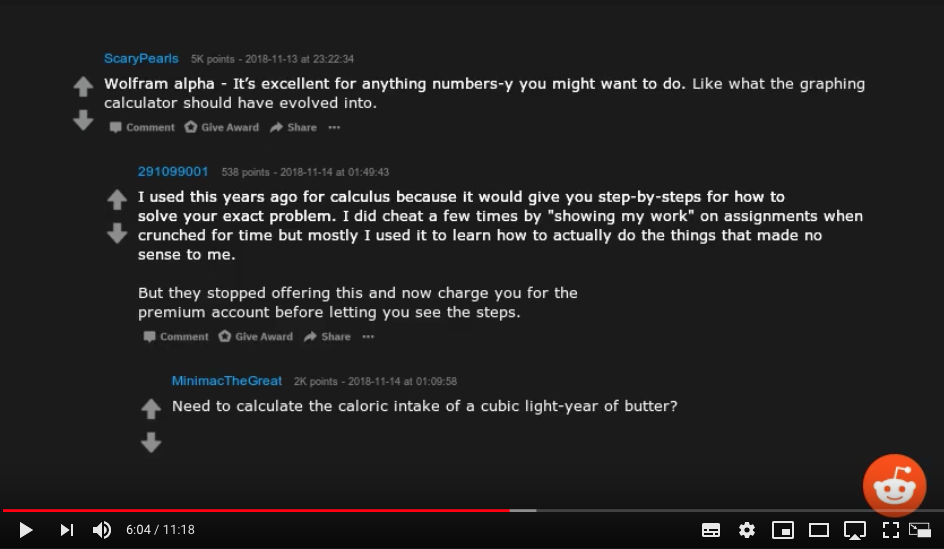 ScaryPearls 5K points - 2018-11-13 at 23:22:34
Wolfram alpha - It’s excellent for anything numbers-y you might want to do. Like what the graphing
calculator should have evolved into.
Comment Give Award Share ···
291099001 538 points - 2018-11-14 at 01:49:43
I used this years ago for calculus because it would give you step-by-steps for how to
solve your exact problem. I did cheat a few times by "showing my work" on assignments when
crunched for time but mostly I used it to learn how to actually do the things that made no
sense to me.
But they stopped offering this and now charge you for the
premium account before letting you see the steps.
Comment Give Award Share ···
MinimacTheGreat 2K points - 2018-11-14 at 01:09:58
Need to calculate the caloric intake of a cubic light-year of butter?
6:04 / 11:18